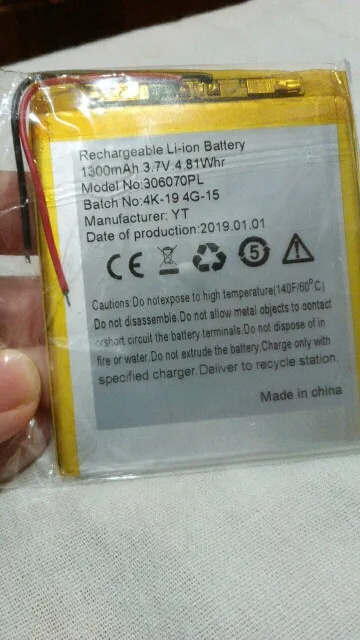 Rechargeable Li-ion Battery
1300mAh 3.7V 4.81Whr
Model No:306070PL
Batch No:4K-19 4G-15
Manufacturer: YT
Date of production:2019.01.01
CE 5
Cautions:Do notexpose to high temperature(140F/60°C)
Do not disassemble.Do not allow metal objects to contact
orshort circuit the battery terminals.Do not dispose of in
fire or water.Do not extrude the battery.Charge only with
specified charger.Deliver to recycle station.
Made in china